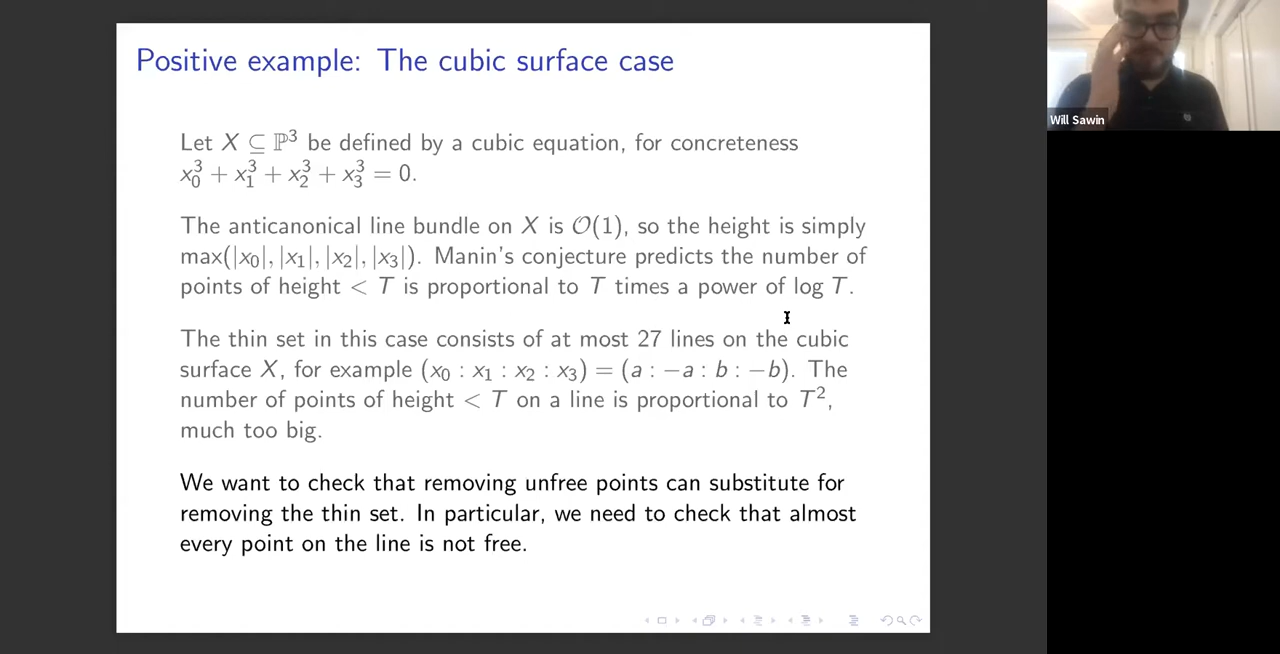 Positive example: The cubic surface case
Let X ⊆ ℙ³ be defined by a cubic equation, for concreteness
x₀³ + x₁³ + x₂³ + x₃³ = 0.
The anticanonical line bundle on X is 𝒪(1), so the height is simply
max(|x₀|, |x₁|, |x₂|, |x₃|). Manin's conjecture predicts the number of
points of height < T is proportional to T times a power of log T.
The thin set in this case consists of at most 27 lines on the cubic
surface X, for example (x₀ : x₁ : x₂ : x₃) = (a : −a : b : −b). The
number of points of height < T on a line is proportional to T²,
much too big.
We want to check that removing unfree points can substitute for
removing the thin set. In particular, we need to check that almost
every point on the line is not free.
Will Sawin